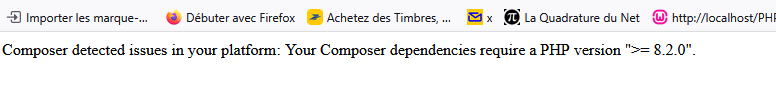 Importer les marque-... Débuter avec Firefox Achetez des Timbres, ... x La Quadrature du Net http://localhost/PHI
Composer detected issues in your platform: Your Composer dependencies require a PHP version ">= 8.2.0".